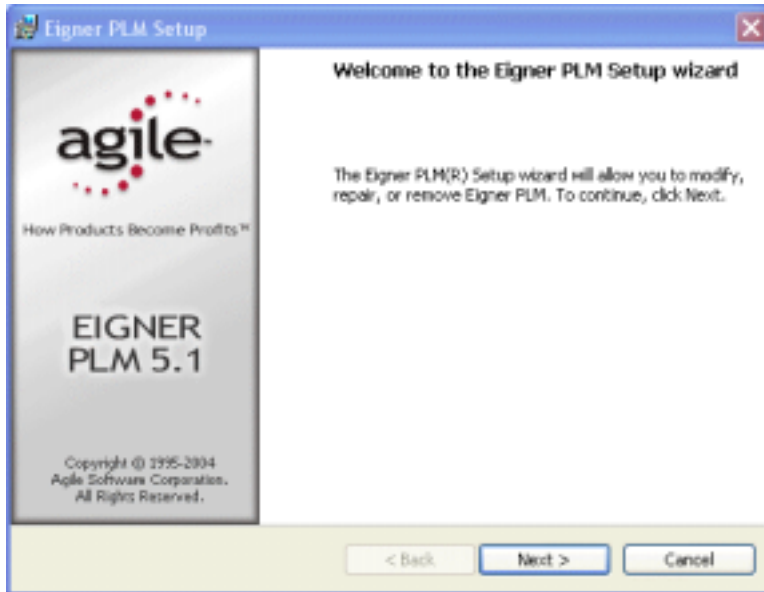 Eigner PLM Setup
Welcome to the Eigner PLM Setup wizard
The Eigner PLM(R) Setup wizard will allow you to modify,
repair, or remove Eigner PLM. To continue, click Next.
agile™
How Products Become Profits™
EIGNER
PLM 5.1
Copyright © 1995-2004
Agile Software Corporation.
All Rights Reserved.
< Back
Next >
Cancel